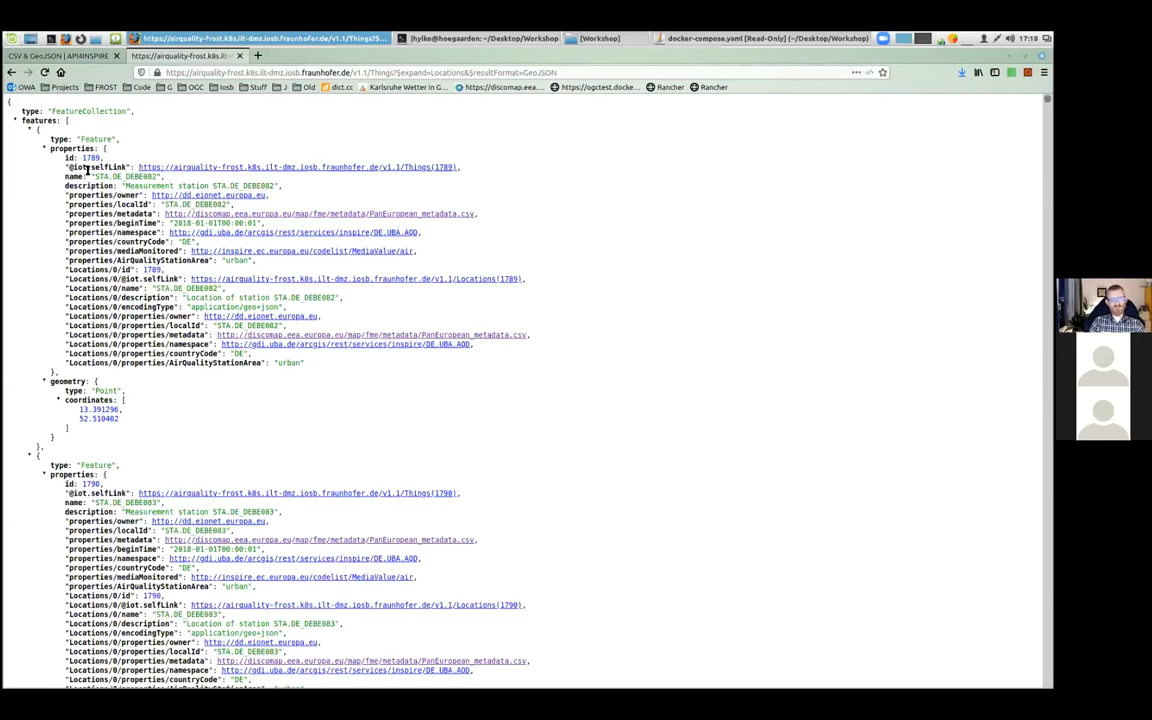 https://airquality-frost.k8s.ilt-dmz.iosb.fraunhofer.de/v1.1/Things?$...
jhylke@hoegaarden: ~/Desktop/Workshop
[Workshop]
docker-compose.yaml [Read-Only] (~/Desktop/Workshop)
17:18
CSV & GeoJSON | API4INSPIRE
https://airquality-frost.k8s.ilt-
https://airquality-frost.k8s.ilt-dmz.iosb.fraunhofer.de/v1.1/Things?$expand=Locations&$resultFormat=GeoJSON
OWA Projects FROST Code G OGC Iosb Stuff J Old dict.cc Karlsruhe Wetter in G... https://discomap.eea.... https://ogctest.docke... Rancher Rancher
{
type: "FeatureCollection",
features: [
{
type: "Feature",
properties: {
id: 1789,
"@iot.selfLink": https://airquality-frost.k8s.ilt-dmz.iosb.fraunhofer.de/v1.1/Things(1789),
name: "STA.DE_DEBE082",
description: "Measurement station STA.DE_DEBE082",
"properties/owner": http://dd.eionet.europa.eu,
"properties/localId": "STA.DE_DEBE082",
"properties/metadata": http://discomap.eea.europa.eu/map/fme/metadata/PanEuropean_metadata.csv,
"properties/beginTime": "2018-01-01T00:00:01",
"properties/namespace": http://gdi.uba.de/arcgis/rest/services/inspire/DE.UBA.AQD,
"properties/countryCode": "DE",
"properties/mediaMonitored": http://inspire.ec.europa.eu/codelist/MediaValue/air,
"properties/AirQualityStationArea": "urban",
"Locations/0/id": 1789,
"Locations/0/@iot.selfLink": https://airquality-frost.k8s.ilt-dmz.iosb.fraunhofer.de/v1.1/Locations(1789),
"Locations/0/name": "STA.DE_DEBE082",
"Locations/0/description": "Location of station STA.DE_DEBE082",
"Locations/0/encodingType": "application/geo+json",
"Locations/0/properties/owner": http://dd.eionet.europa.eu,
"Locations/0/properties/localId": "STA.DE_DEBE082",
"Locations/0/properties/metadata": http://discomap.eea.europa.eu/map/fme/metadata/PanEuropean_metadata.csv,
"Locations/0/properties/namespace": http://gdi.uba.de/arcgis/rest/services/inspire/DE.UBA.AQD,
"Locations/0/properties/countryCode": "DE",
"Locations/0/properties/AirQualityStationArea": "urban"
},
geometry: {
type: "Point",
coordinates: [
13.391296,
52.510402
]
}
},
{
type: "Feature",
properties: {
id: 1790,
"@iot.selfLink": https://airquality-frost.k8s.ilt-dmz.iosb.fraunhofer.de/v1.1/Things(1790),
name: "STA.DE_DEBE083",
description: "Measurement station STA.DE_DEBE083",
"properties/owner": http://dd.eionet.europa.eu,
"properties/localId": "STA.DE_DEBE083",
"properties/metadata": http://discomap.eea.europa.eu/map/fme/metadata/PanEuropean_metadata.csv,
"properties/beginTime": "2018-01-01T00:00:01",
"properties/namespace": http://gdi.uba.de/arcgis/rest/services/inspire/DE.UBA.AQD,
"properties/countryCode": "DE",
"properties/mediaMonitored": http://inspire.ec.europa.eu/codelist/MediaValue/air,
"properties/AirQualityStationArea": "urban",
"Locations/0/id": 1790,
"Locations/0/@iot.selfLink": https://airquality-frost.k8s.ilt-dmz.iosb.fraunhofer.de/v1.1/Locations(1790),
"Locations/0/name": "STA.DE_DEBE083",
"Locations/0/description": "Location of station STA.DE_DEBE083",
"Locations/0/encodingType": "application/geo+json",
"Locations/0/properties/owner": http://dd.eionet.europa.eu,
"Locations/0/properties/localId": "STA.DE_DEBE083",
"Locations/0/properties/metadata": http://discomap.eea.europa.eu/map/fme/metadata/PanEuropean_metadata.csv,
"Locations/0/properties/namespace": http://gdi.uba.de/arcgis/rest/services/inspire/DE.UBA.AQD,
"Locations/0/properties/countryCode": "DE",